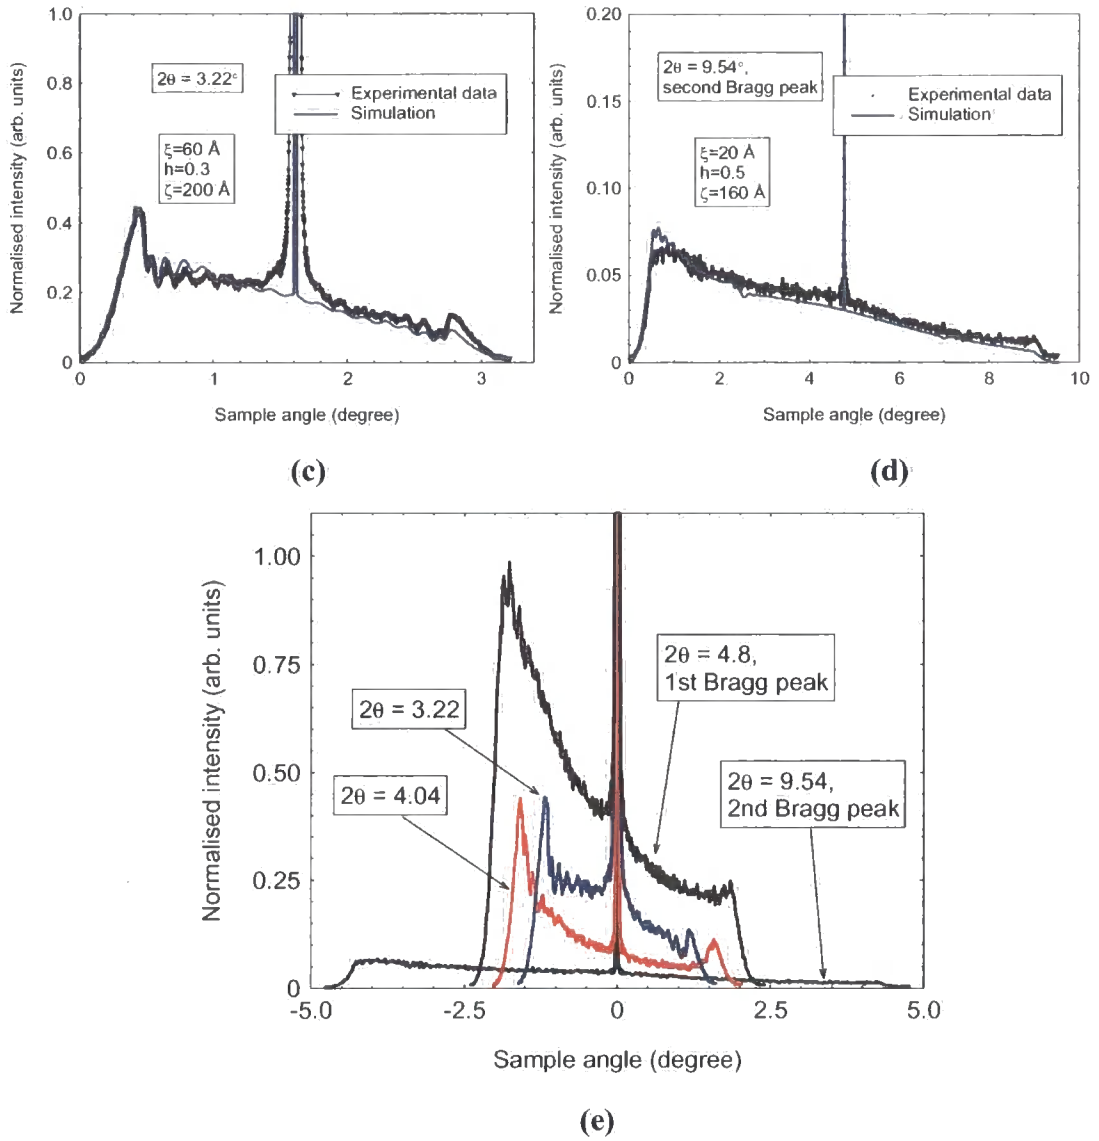 1.0
0.8
0.6
0.4
0.2
0
Normalised intensity (arb. units)
2θ = 3.22°
Experimental data
Simulation
ξ=60 Å
h=0.3
ζ=200 Å
0 1 2 3
Sample angle (degree)
(c)
0.20
0.15
0.10
0.05
0
Normalised intensity (arb. units)
2θ = 9.54°,
second Bragg peak
Experimental data
Simulation
ξ=20 Å
h=0.5
ζ=160 Å
0 2 4 6 8 10
Sample angle (degree)
(d)
1.00
0.75
0.50
0.25
0
Normalised intensity (arb. units)
2θ = 4.8,
1st Bragg peak
2θ = 3.22
2θ = 4.04
2θ = 9.54,
2nd Bragg peak
-5.0 -2.5 0 2.5 5.0
Sample angle (degree)
(e)